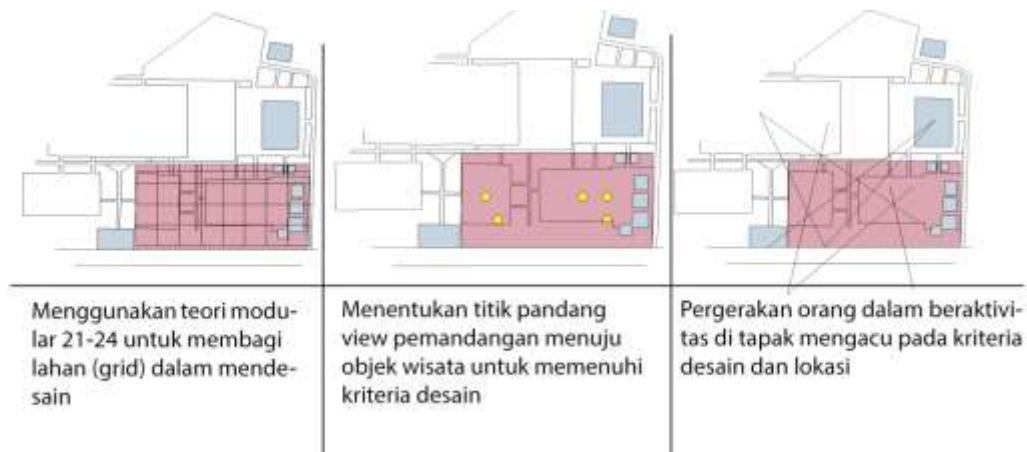 Menggunakan teori modu-
lar 21-24 untuk membagi
lahan (grid) dalam mende-
sain
Menentukan titik pandang
view pemandangan menuju
objek wisata untuk memenuhi
kriteria desain
Pergerakan orang dalam beraktivi-
tas di tapak mengacu pada kriteria
desain dan lokasi